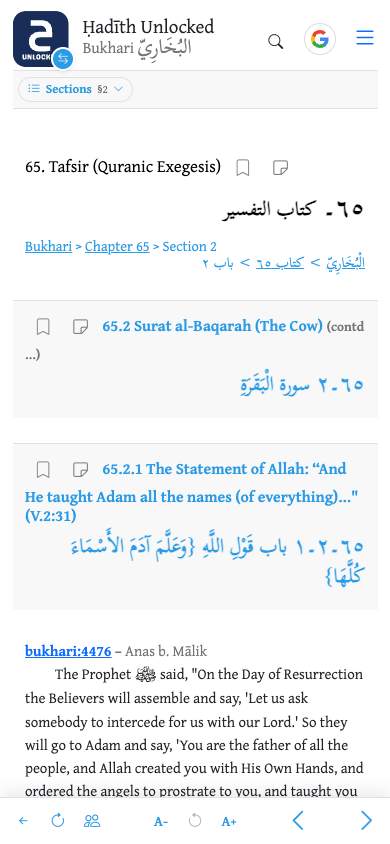 Ḥadīth Unlocked
Bukhari البُخَارِيّ
UNLOCK
Sections §2
65. Tafsir (Quranic Exegesis)
٦٥۔ كتاب التفسير
Bukhari > Chapter 65 > Section 2
الْبُخَارِيّ > كتاب ٦٥ > باب ٢
65.2 Surat al-Baqarah (The Cow) (contd
...)
٦٥۔٢ سورة الْبَقَرَةِ
65.2.1 The Statement of Allah: “And
He taught Adam all the names (of everything)..."
(V.2:31)
٦٥۔٢۔١ باب قَوْلِ اللَّهِ {وَعَلَّمَ آدَمَ الأَسْمَاءَ
كُلَّهَا}
bukhari:4476 – Anas b. Mālik
The Prophet ﷺ said, "On the Day of Resurrection
the Believers will assemble and say, 'Let us ask
somebody to intercede for us with our Lord.' So they
will go to Adam and say, 'You are the father of all the
people, and Allah created you with His Own Hands, and
ordered the angels to prostrate to you, and taught you
A- A+